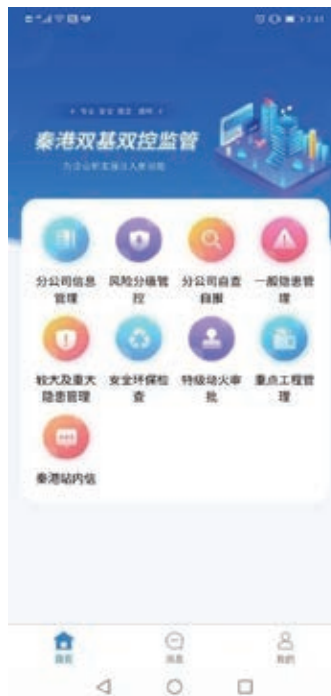 秦港双基双控监管
分公司信息
管理
风险分级管
控
分公司自查
自报
一般隐患管
理
较大及重大
隐患管理
安全环保检
查
特级动火审
批
重点工程管
理
秦港站内信
首页
消息
我的